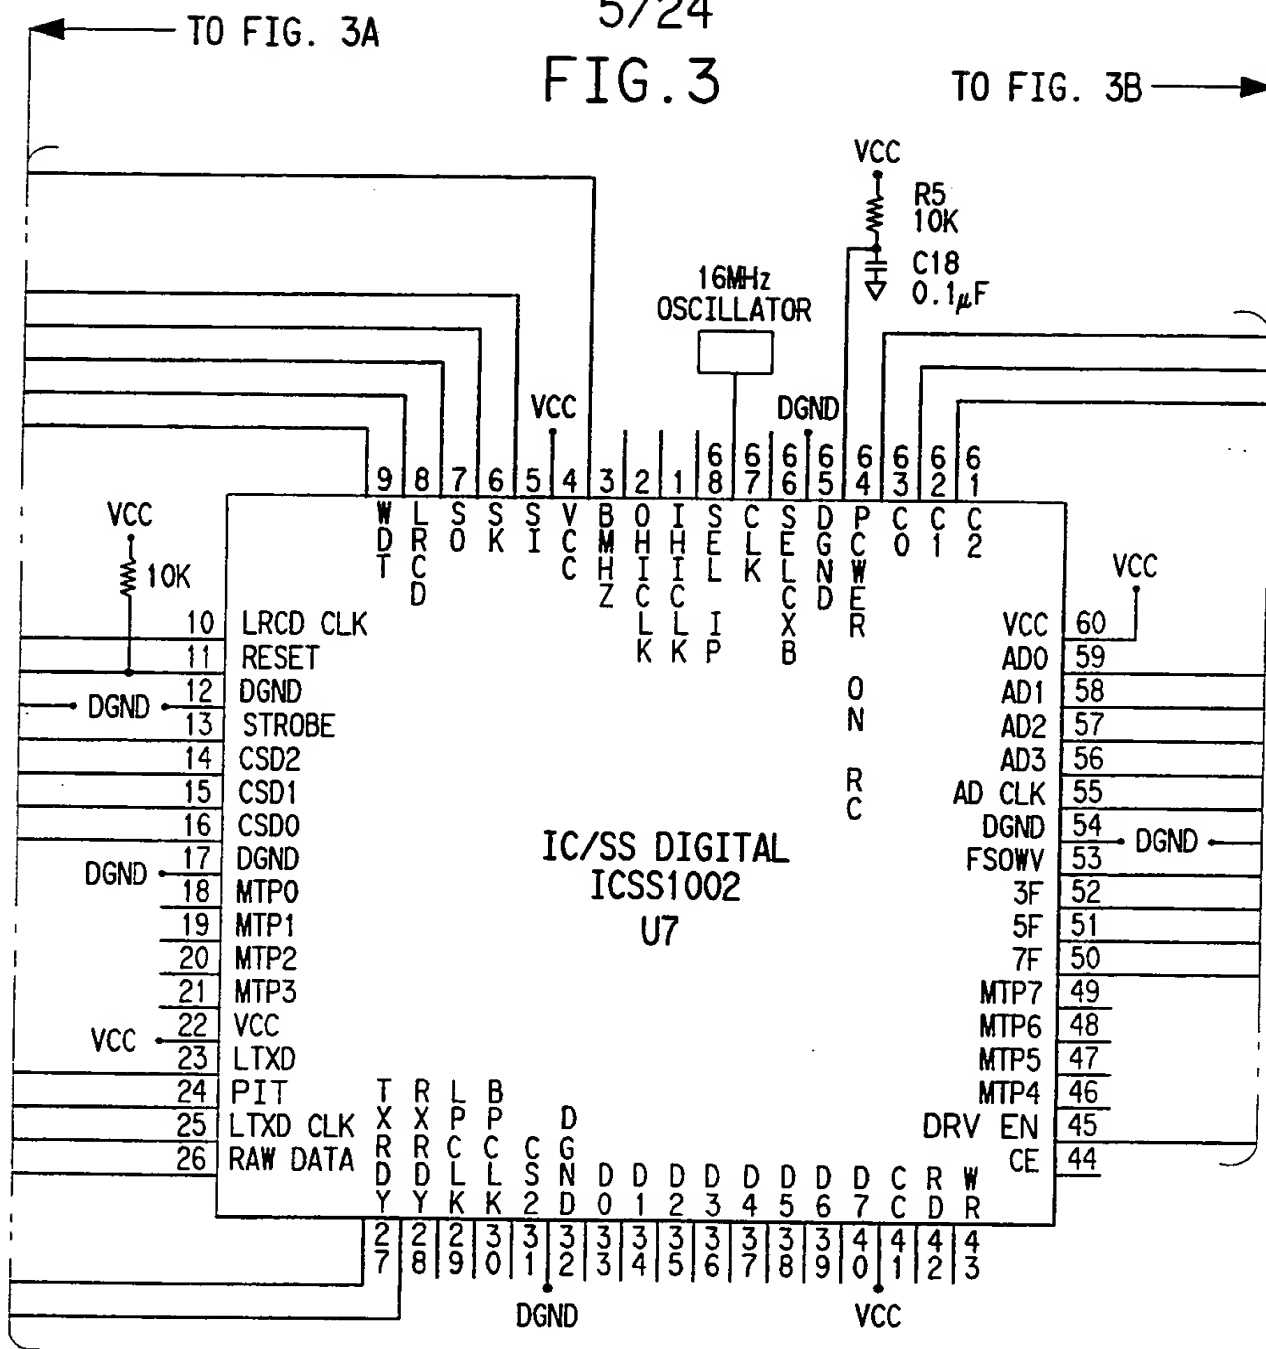 5/24
TO FIG. 3A
FIG.3
TO FIG. 3B
VCC
R5
10K
C18
0.1µF
16MHz
OSCILLATOR
VCC
DGND
9 8 7 6 5 4 3 2 1 68 67 66 65 64 63 62 61
WDT
LRCD
SO
SK
SI
VCC
BMHZ
OHICLK
IHICLK
SEL IP
CLK
SELCXB
DGND
PCWER ON RC
C0
C1
C2
VCC
10K
10 LRCD CLK
11 RESET
DGND
12 DGND
13 STROBE
14 CSD2
15 CSD1
16 CSD0
DGND
17 DGND
18 MTP0
19 MTP1
20 MTP2
21 MTP3
VCC
22 VCC
23 LTXD
24 PIT
25 LTXD CLK
26 RAW DATA
IC/SS DIGITAL
ICSS1002
U7
VCC
VCC 60
AD0 59
AD1 58
AD2 57
AD3 56
AD CLK 55
DGND 54
DGND
FSOWV 53
3F 52
5F 51
7F 50
MTP7 49
MTP6 48
MTP5 47
MTP4 46
DRV EN 45
CE 44
TXRDY
RXRDY
LPCLK
BPCLK
CS2
DGND
D0
D1
D2
D3
D4
D5
D6
D7
CC
RD
WR
27 28 29 30 31 32 33 34 35 36 37 38 39 40 41 42 43
DGND
VCC